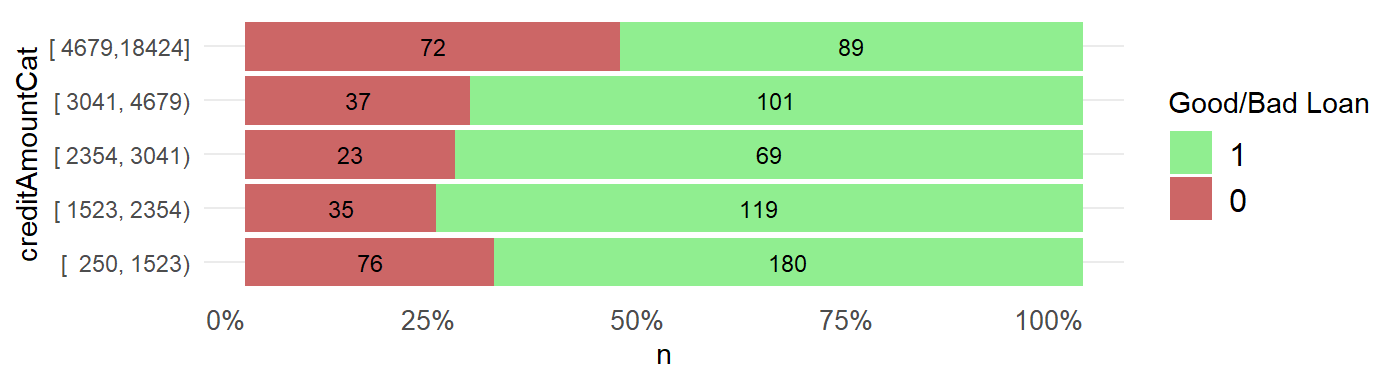 creditAmountCat
[ 4679,18424] 72 89
[ 3041, 4679) 37 101
[ 2354, 3041) 23 69
[ 1523, 2354) 35 119
[  250, 1523) 76 180
0% 25% 50% 75% 100%
n
Good/Bad Loan
1
0